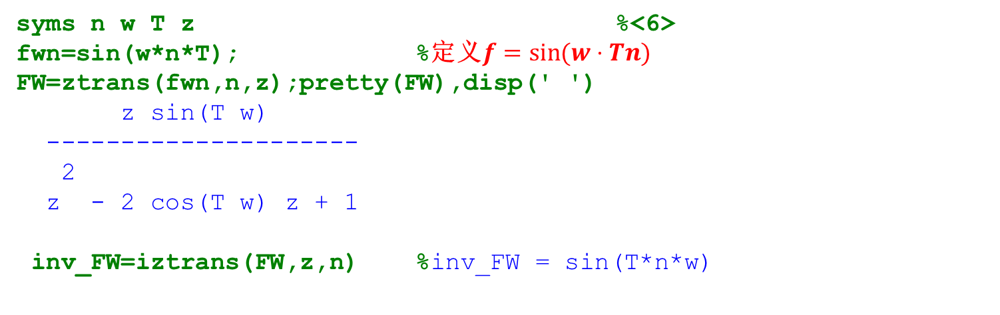 syms n w T z %<6>
fwn=sin(w*n*T); %定义f = sin(w · Tn)
FW=ztrans(fwn,n,z);pretty(FW),disp(' ')
z sin(T w)
---------------------
2
z - 2 cos(T w) z + 1
inv_FW=iztrans(FW,z,n) %inv_FW = sin(T*n*w)